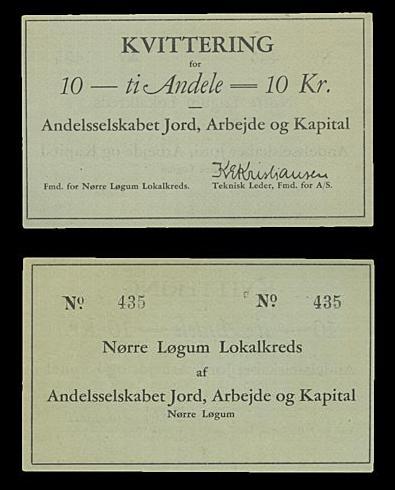 KVITTERING
for
10 — ti Andele = 10 Kr.
Andelsselskabet Jord, Arbejde og Kapital
K E Kristiansen
Fmd. for Nørre Løgum Lokalkreds. Teknisk Leder, Fmd. for A/S.
Nº 435 Nº 435
Nørre Løgum Lokalkreds
af
Andelsselskabet Jord, Arbejde og Kapital
Nørre Løgum